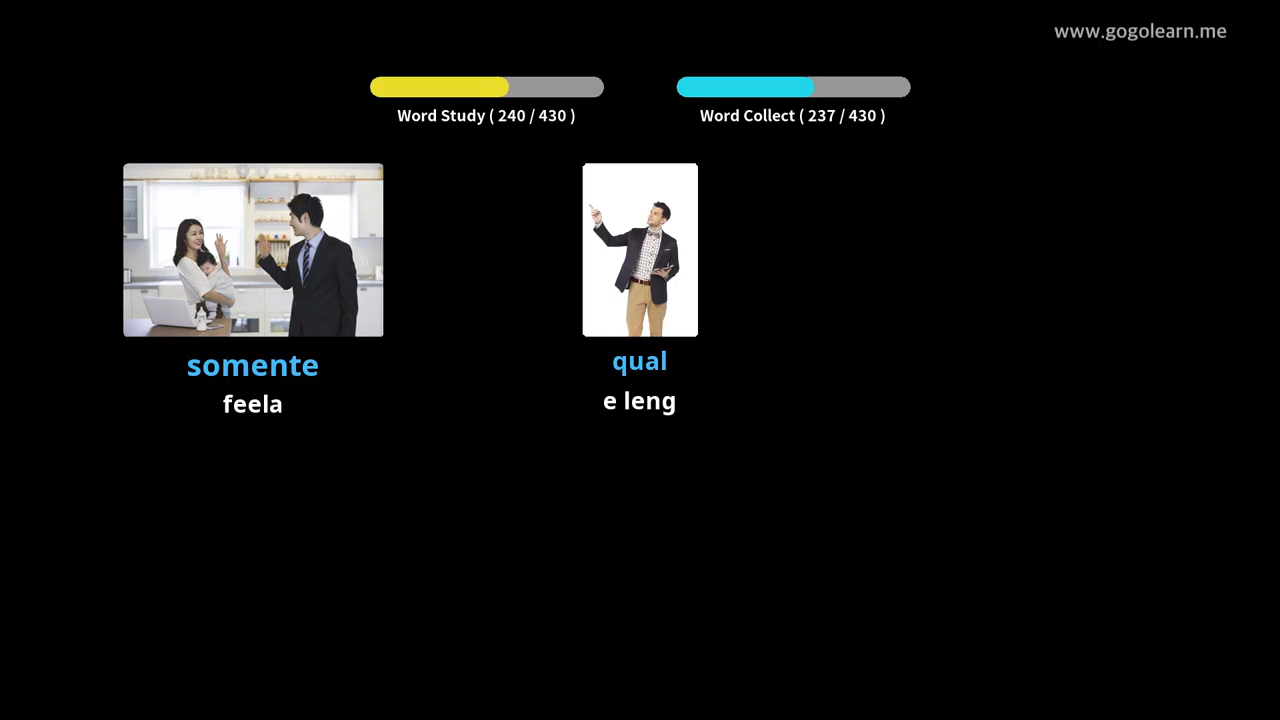 www.gogolearn.me
Word Study ( 240 / 430 )
Word Collect ( 237 / 430 )
somente
feela
qual
e leng